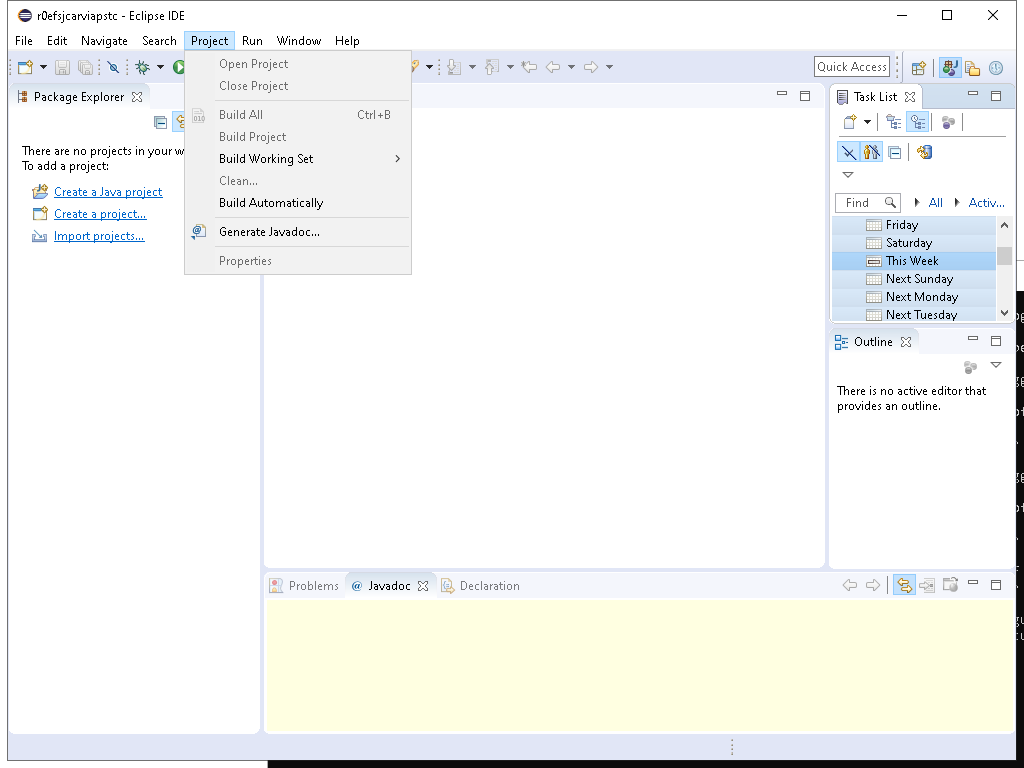 r0efsjcarviapstc - Eclipse IDE
File Edit Navigate Search Project Run Window Help
Quick Access
Open Project
Close Project
Build All Ctrl+B
Build Project
Build Working Set
Clean...
Build Automatically
Generate Javadoc...
Properties
Package Explorer
There are no projects in your w
To add a project:
Create a Java project
Create a project...
Import projects...
Task List
Find All Activ...
Friday
Saturday
This Week
Next Sunday
Next Monday
Next Tuesday
Outline
There is no active editor that
provides an outline.
Problems @ Javadoc Declaration